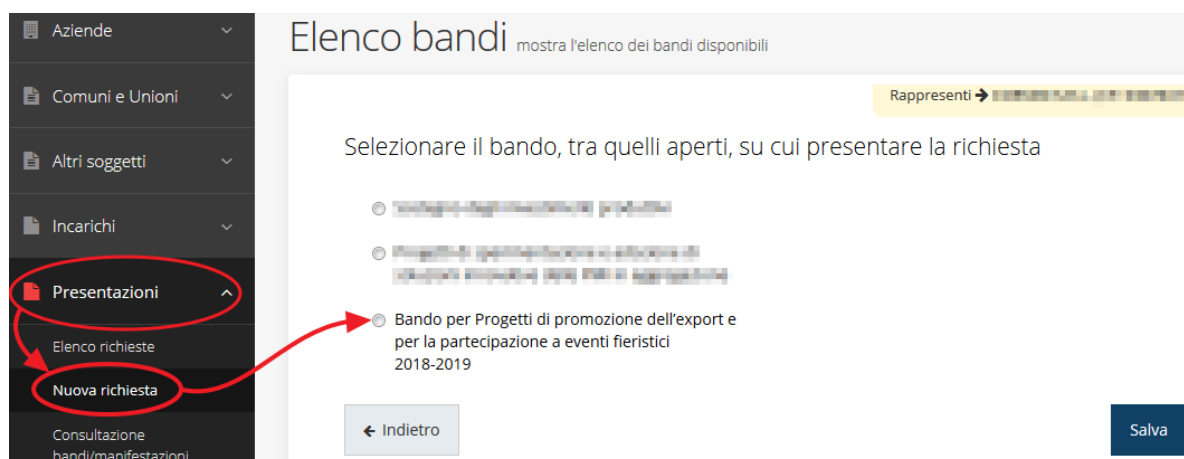 Aziende
Comuni e Unioni
Altri soggetti
Incarichi
Presentazioni
Elenco richieste
Nuova richiesta
Consultazione
bandi/manifestazioni
Elenco bandi mostra l'elenco dei bandi disponibili
Rappresenti
Selezionare il bando, tra quelli aperti, su cui presentare la richiesta
Bando per Progetti di promozione dell'export e
per la partecipazione a eventi fieristici
2018-2019
Indietro
Salva